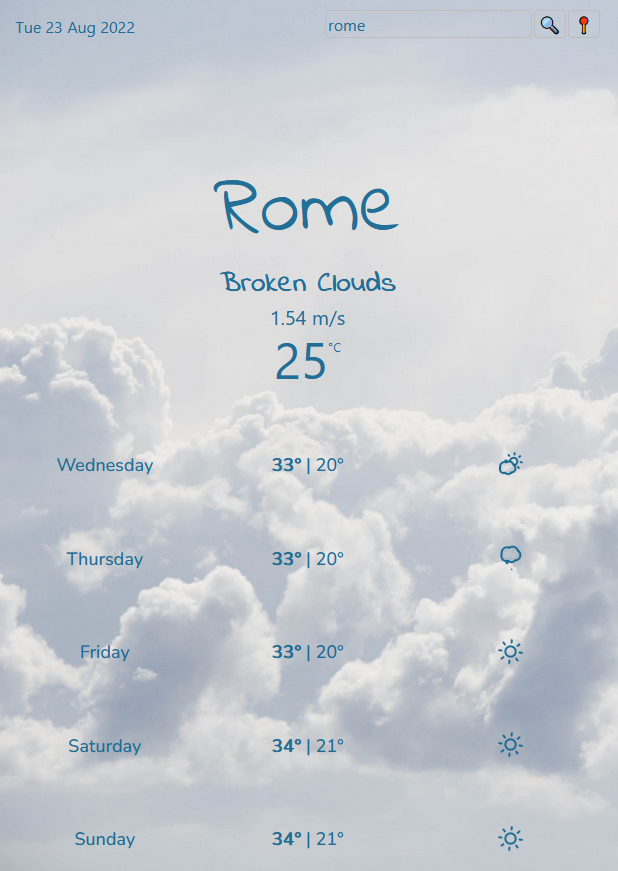 Tue 23 Aug 2022
rome
Rome
Broken Clouds
1.54 m/s
25°C
Wednesday 33° | 20°
Thursday 33° | 20°
Friday 33° | 20°
Saturday 34° | 21°
Sunday 34° | 21°